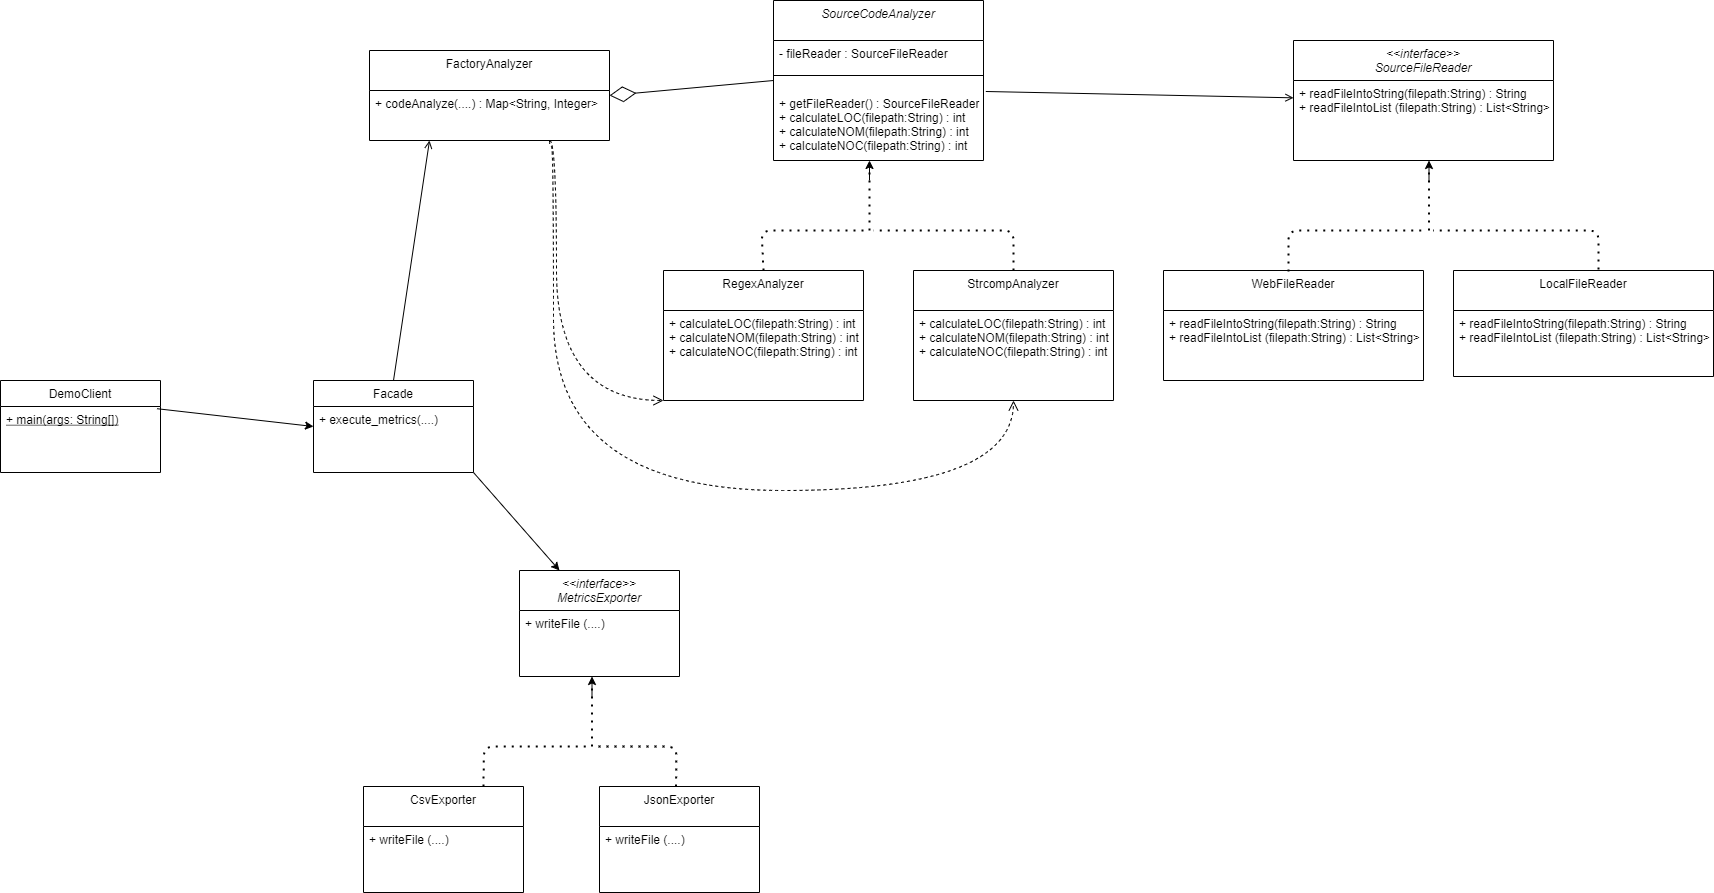 SourceCodeAnalyzer
- fileReader : SourceFileReader
+ getFileReader() : SourceFileReader
+ calculateLOC(filepath:String) : int
+ calculateNOM(filepath:String) : int
+ calculateNOC(filepath:String) : int
FactoryAnalyzer
+ codeAnalyze(....) : Map<String, Integer>
<<interface>>
SourceFileReader
+ readFileIntoString(filepath:String) : String
+ readFileIntoList (filepath:String) : List<String>
RegexAnalyzer
+ calculateLOC(filepath:String) : int
+ calculateNOM(filepath:String) : int
+ calculateNOC(filepath:String) : int
StrcompAnalyzer
+ calculateLOC(filepath:String) : int
+ calculateNOM(filepath:String) : int
+ calculateNOC(filepath:String) : int
WebFileReader
+ readFileIntoString(filepath:String) : String
+ readFileIntoList (filepath:String) : List<String>
LocalFileReader
+ readFileIntoString(filepath:String) : String
+ readFileIntoList (filepath:String) : List<String>
DemoClient
+ main(args: String[])
Facade
+ execute_metrics(....)
<<interface>>
MetricsExporter
+ writeFile (....)
CsvExporter
+ writeFile (....)
JsonExporter
+ writeFile (....)